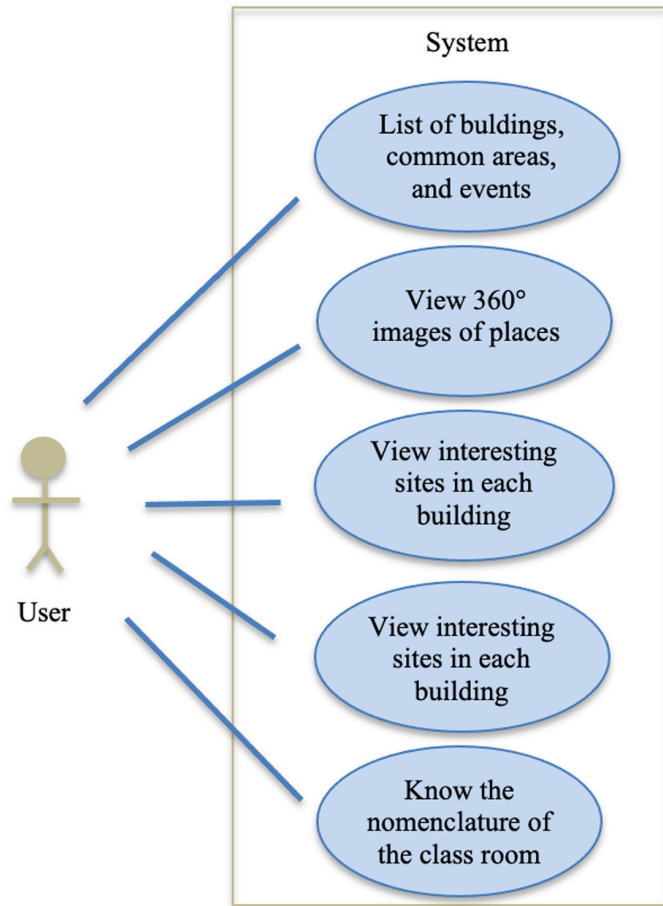 System
List of buldings,
common areas,
and events
View 360°
images of places
View interesting
sites in each
building
User
View interesting
sites in each
building
Know the
nomenclature of
the class room